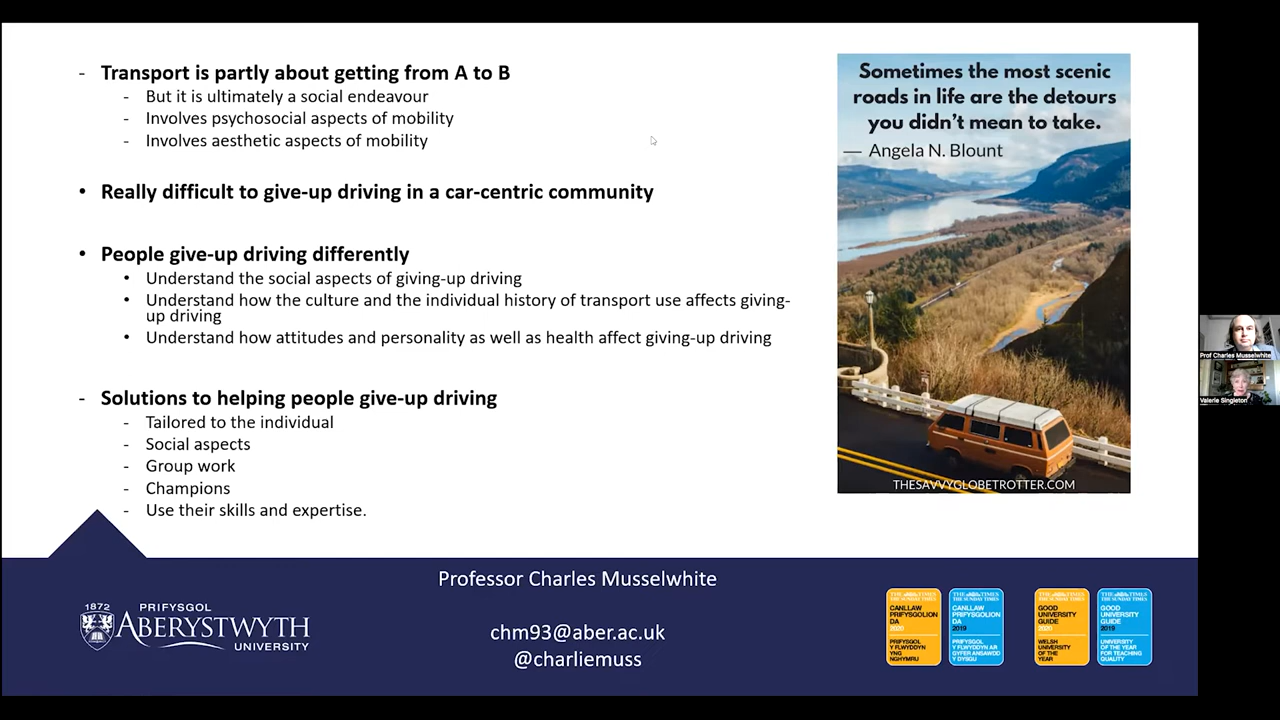 - Transport is partly about getting from A to B
- But it is ultimately a social endeavour
- Involves psychosocial aspects of mobility
- Involves aesthetic aspects of mobility
• Really difficult to give-up driving in a car-centric community
• People give-up driving differently
• Understand the social aspects of giving-up driving
• Understand how the culture and the individual history of transport use affects giving-
up driving
• Understand how attitudes and personality as well as health affect giving-up driving
- Solutions to helping people give-up driving
- Tailored to the individual
- Social aspects
- Group work
- Champions
- Use their skills and expertise.
Sometimes the most scenic
roads in life are the detours
you didn't mean to take.
— Angela N. Blount
THESAVVYGLOBETROTTER.COM
Prof Charles Musselwhite
Valerie Singleton
1872
PRIFYSGOL
ABERYSTWYTH
UNIVERSITY
Professor Charles Musselwhite
chm93@aber.ac.uk
@charliemuss
THE TIMES
THE SUNDAY TIMES
CANLLAW
PRIFYSGOLION
DA
2020
PRIFYSGOL
Y FLWYDDYN
YNG
NGHYMRU
THE TIMES
THE SUNDAY TIMES
CANLLAW
PRIFYSGOLION
DA
2019
PRIFYSGOL
Y FLWYDDYN AR
GYFER ANSAWDD
Y DYSGU
THE TIMES
THE SUNDAY TIMES
GOOD
UNIVERSITY
GUIDE
2020
WELSH
UNIVERSITY
OF THE
YEAR
THE TIMES
THE SUNDAY TIMES
GOOD
UNIVERSITY
GUIDE
2019
UNIVERSITY
OF THE YEAR
FOR TEACHING
QUALITY